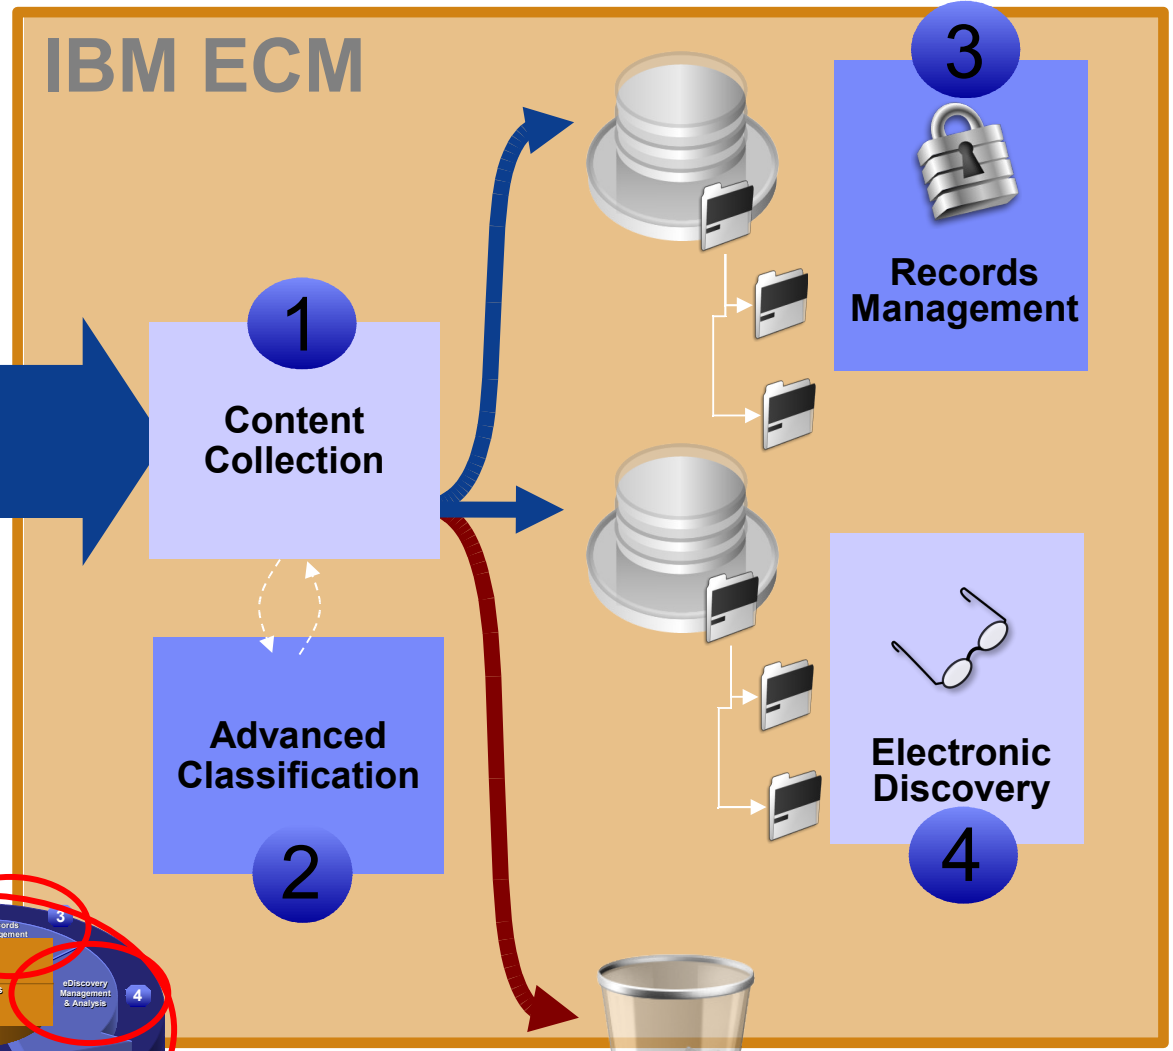 IBM ECM
3
Records
Management
1
Content
Collection
Advanced
Classification
2
Electronic
Discovery
4
3
eDiscovery
Management
& Analysis
4